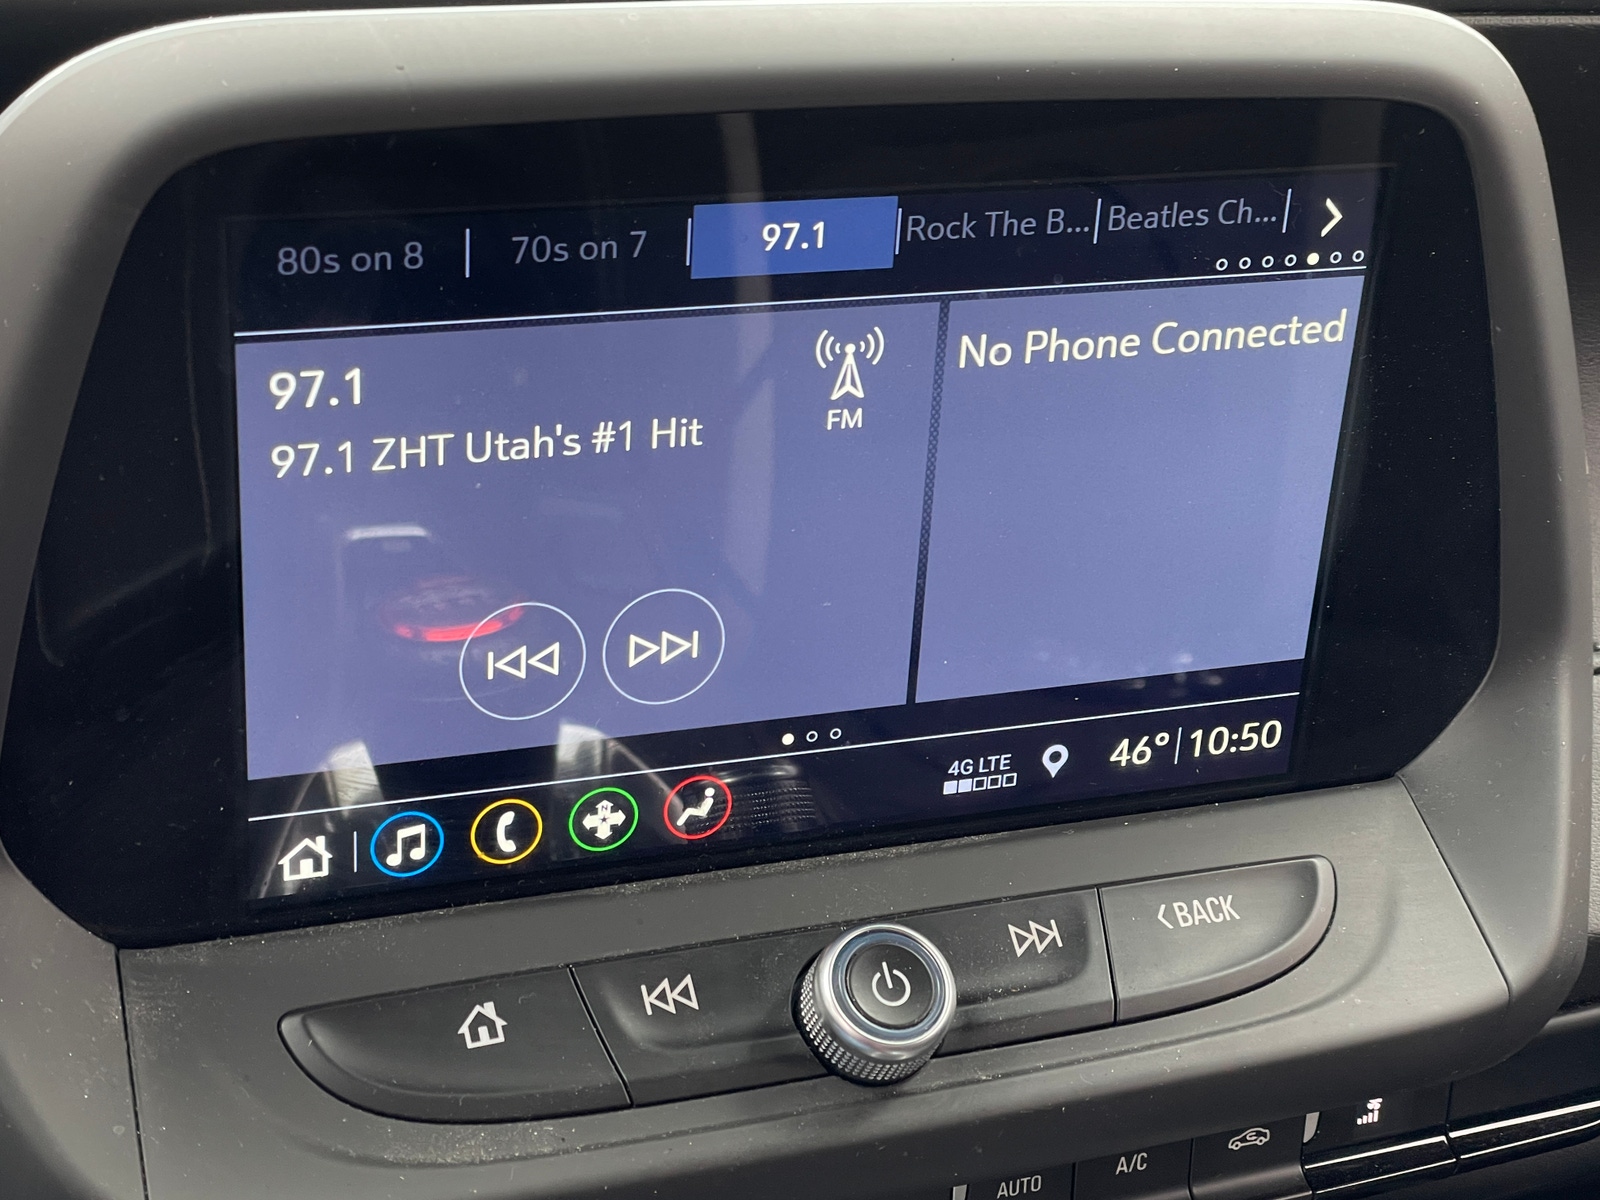 80s on 8
70s on 7
97.1
Rock The B...
Beatles Ch...
97.1
FM
97.1 ZHT Utah's #1 Hit
No Phone Connected
4G LTE
46° 10:50
N
BACK
AUTO
A/C